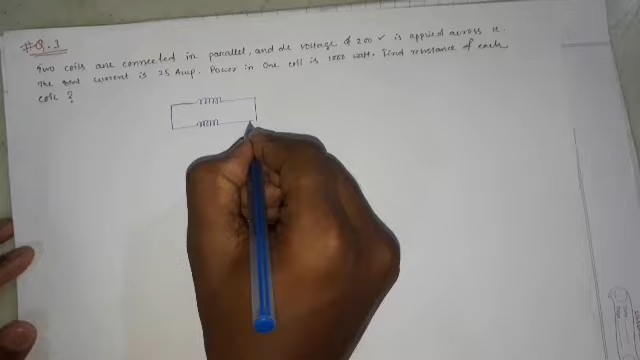 #Q.1
Two coils are connected in parallel, and dc voltage of 200 v is applied across it.
The total current is 25 Amp. Power in One coil is 1000 watt. Find resistance of each
coil ?